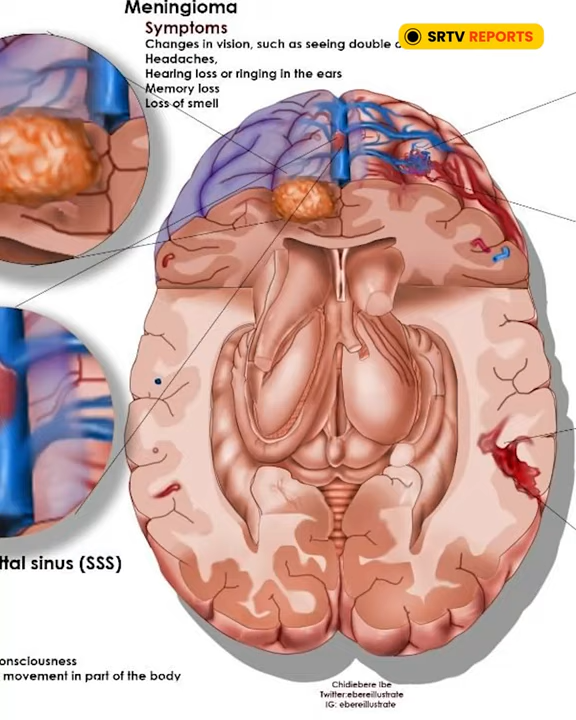 Meningioma
Symptoms
SRTV REPORTS
Changes in vision, such as seeing double
Headaches,
Hearing loss or ringing in the ears
Memory loss
Loss of smell
ttal sinus (SSS)
onsciousness
movement in part of the body
Chidiebere Ibe
Twitter:ebereillustrate
IG: ebereillustrate